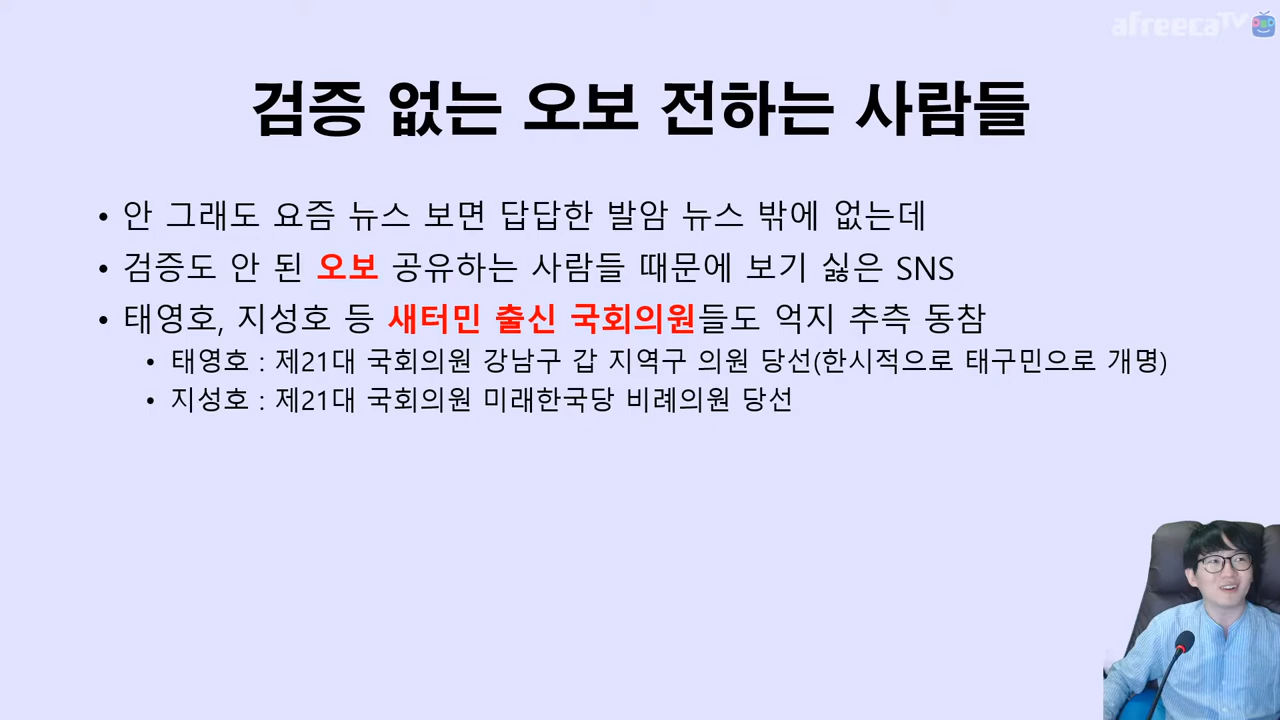 afreecaTV
검증 없는 오보 전하는 사람들
• 안 그래도 요즘 뉴스 보면 답답한 발암 뉴스 밖에 없는데
• 검증도 안 된 오보 공유하는 사람들 때문에 보기 싫은 SNS
• 태영호, 지성호 등 새터민 출신 국회의원들도 억지 추측 동참
• 태영호 : 제21대 국회의원 강남구 갑 지역구 의원 당선(한시적으로 태구민으로 개명)
• 지성호 : 제21대 국회의원 미래한국당 비례의원 당선